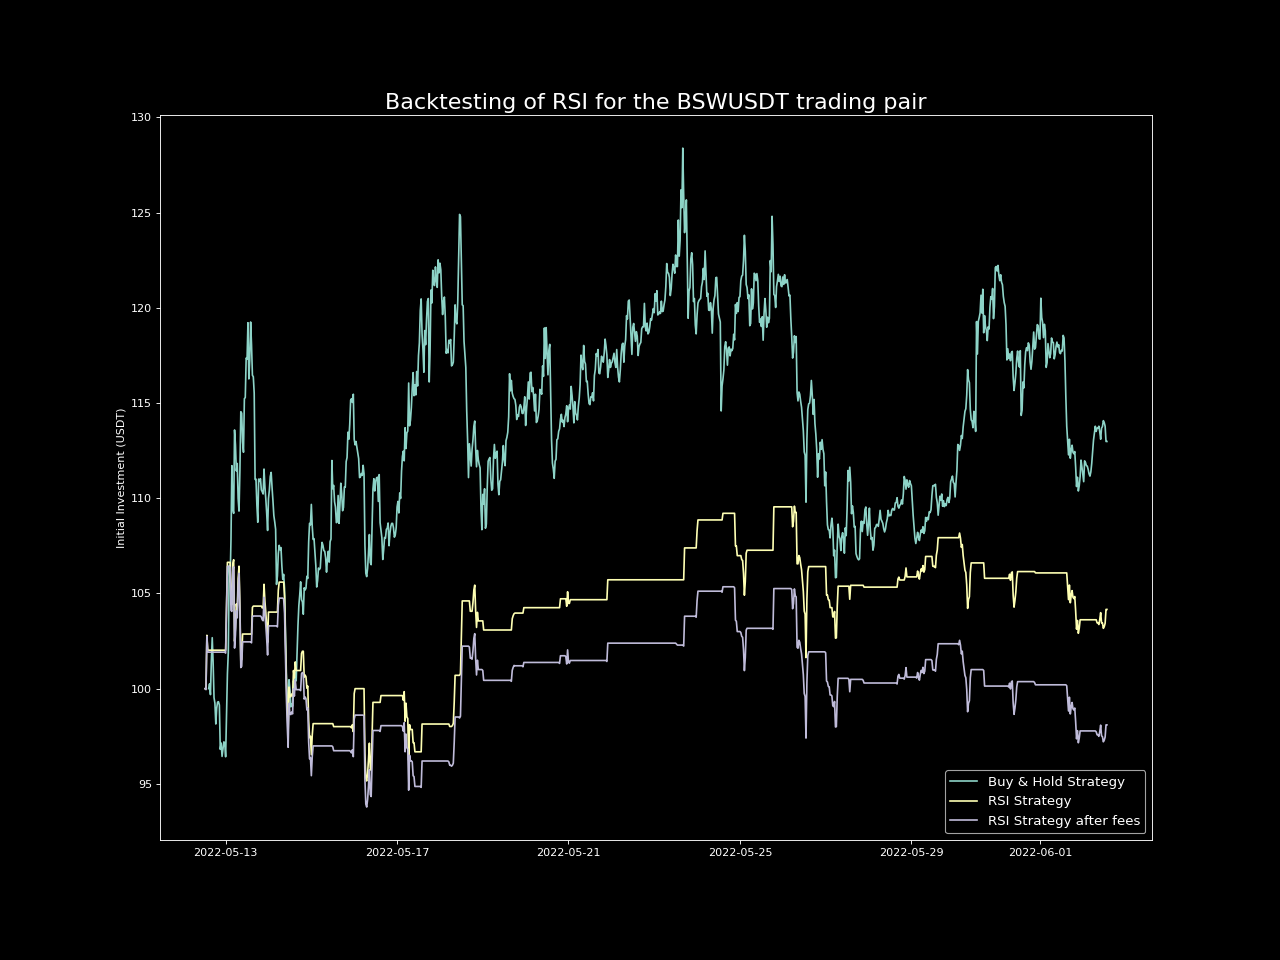 Backtesting of RSI for the BSWUSDT trading pair
130
125
120
115
110
105
100
95
Initial Investment (USDT)
2022-05-13
2022-05-17
2022-05-21
2022-05-25
2022-05-29
2022-06-01
Buy & Hold Strategy
RSI Strategy
RSI Strategy after fees